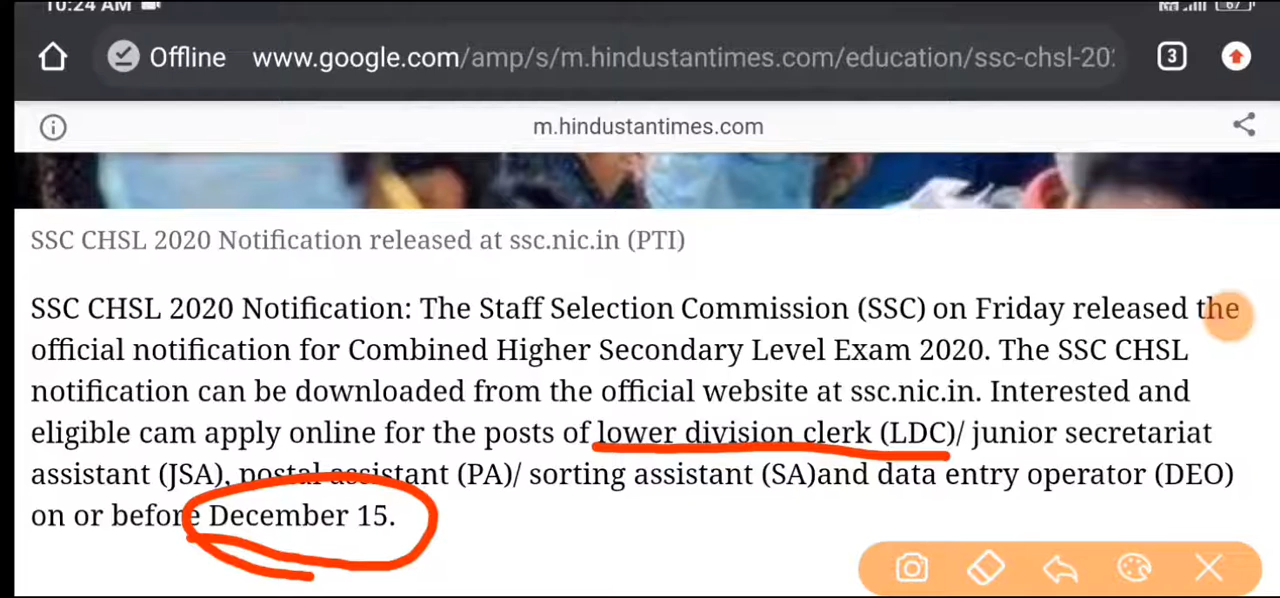 10:24 AM
67
Offline www.google.com/amp/s/m.hindustantimes.com/education/ssc-chsl-20
3
m.hindustantimes.com
SSC CHSL 2020 Notification released at ssc.nic.in (PTI)
SSC CHSL 2020 Notification: The Staff Selection Commission (SSC) on Friday released the
official notification for Combined Higher Secondary Level Exam 2020. The SSC CHSL
notification can be downloaded from the official website at ssc.nic.in. Interested and
eligible cam apply online for the posts of lower division clerk (LDC)/ junior secretariat
assistant (JSA), postal assistant (PA)/ sorting assistant (SA)and data entry operator (DEO)
on or before December 15.